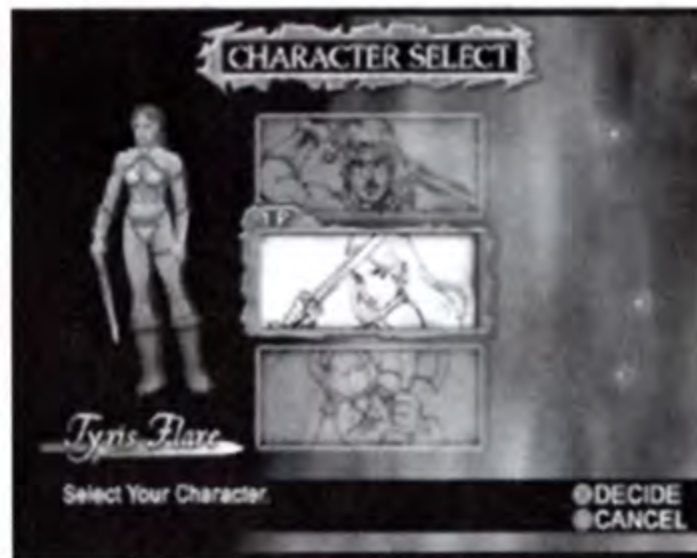 CHARACTER SELECT
1P
Tyris Flare
Select Your Character.
DECIDE
CANCEL